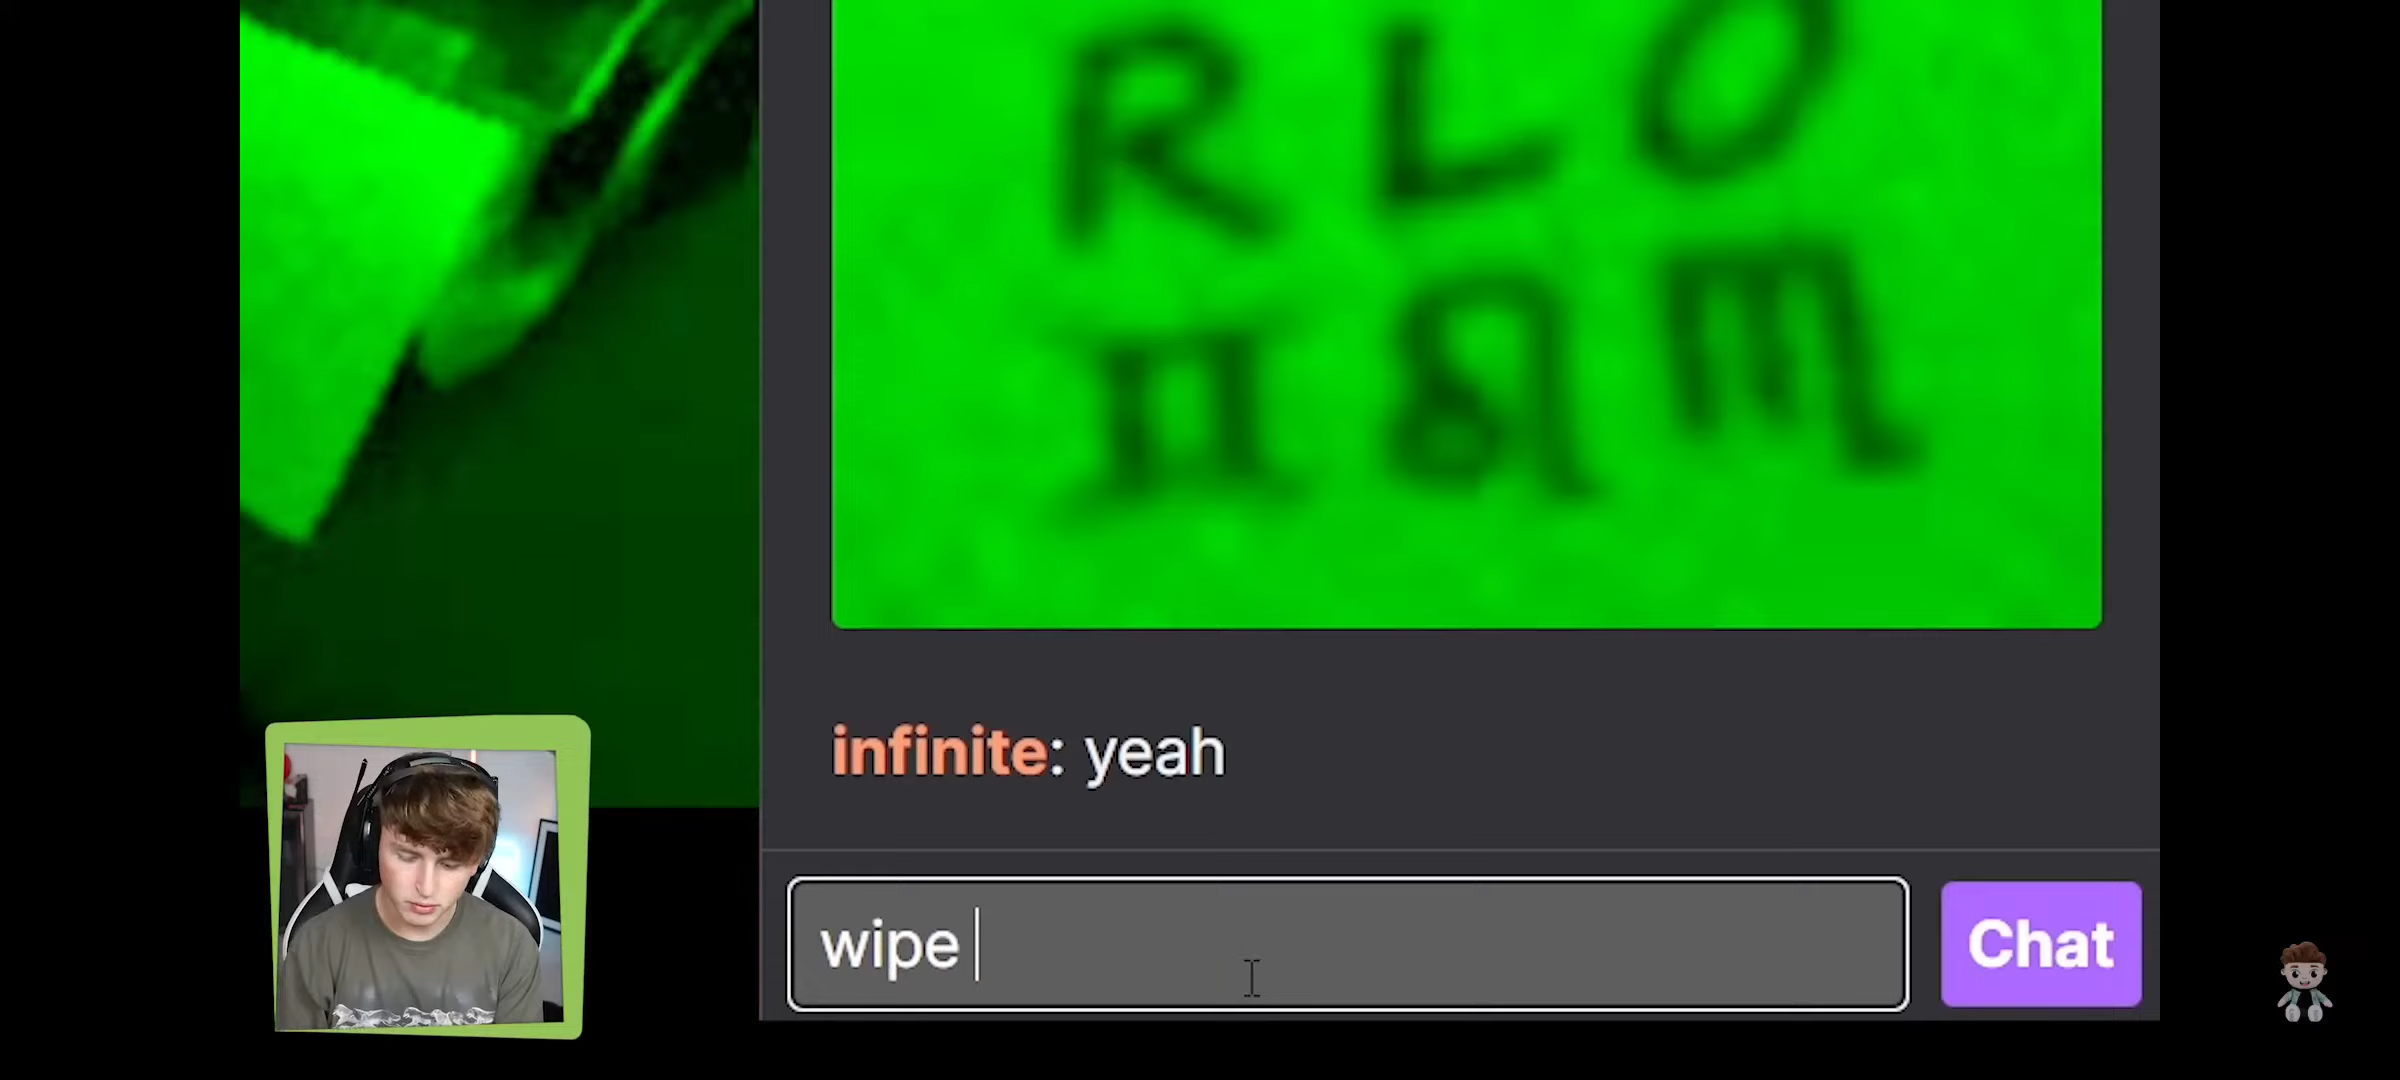 R L O
♊ ♌ ♏
infinite: yeah
wipe
Chat